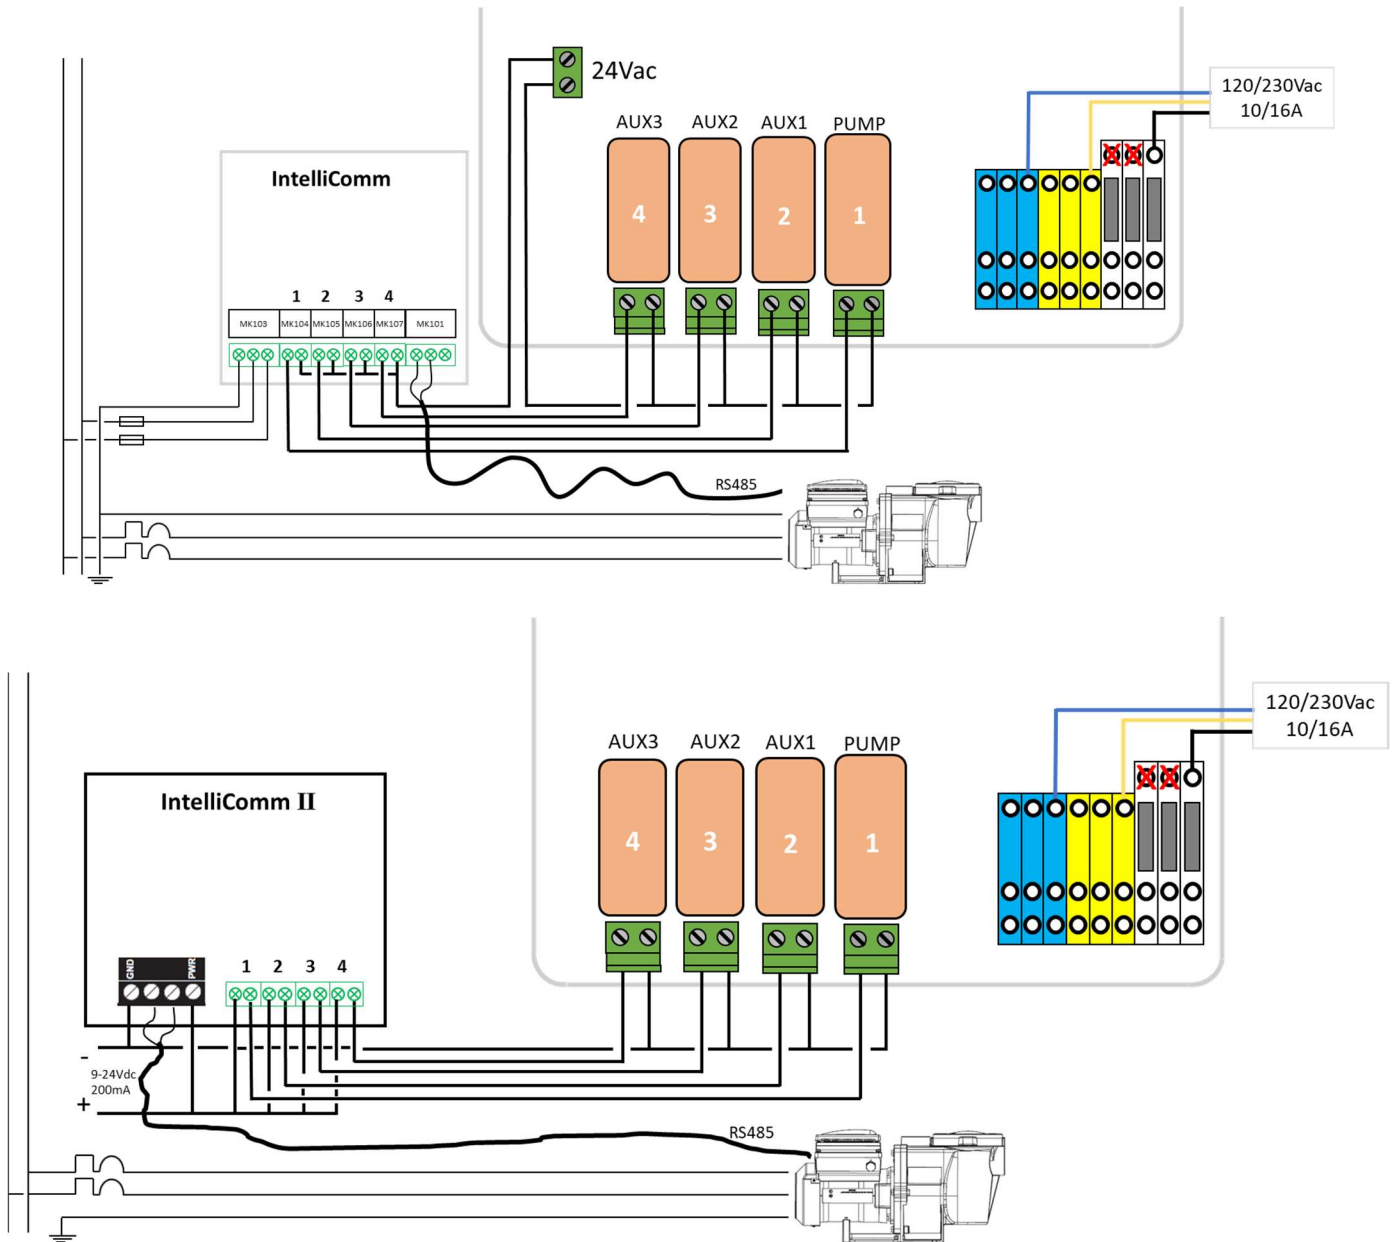 24Vac
120/230Vac
10/16A
AUX3 AUX2 AUX1 PUMP
IntelliComm
4 3 2 1
1 2 3 4
MK103 MK104 MK105 MK106 MK107 MK101
RS485
120/230Vac
10/16A
AUX3 AUX2 AUX1 PUMP
IntelliComm II
4 3 2 1
GND PWR
1 2 3 4
-
9-24Vdc
200mA
+
RS485